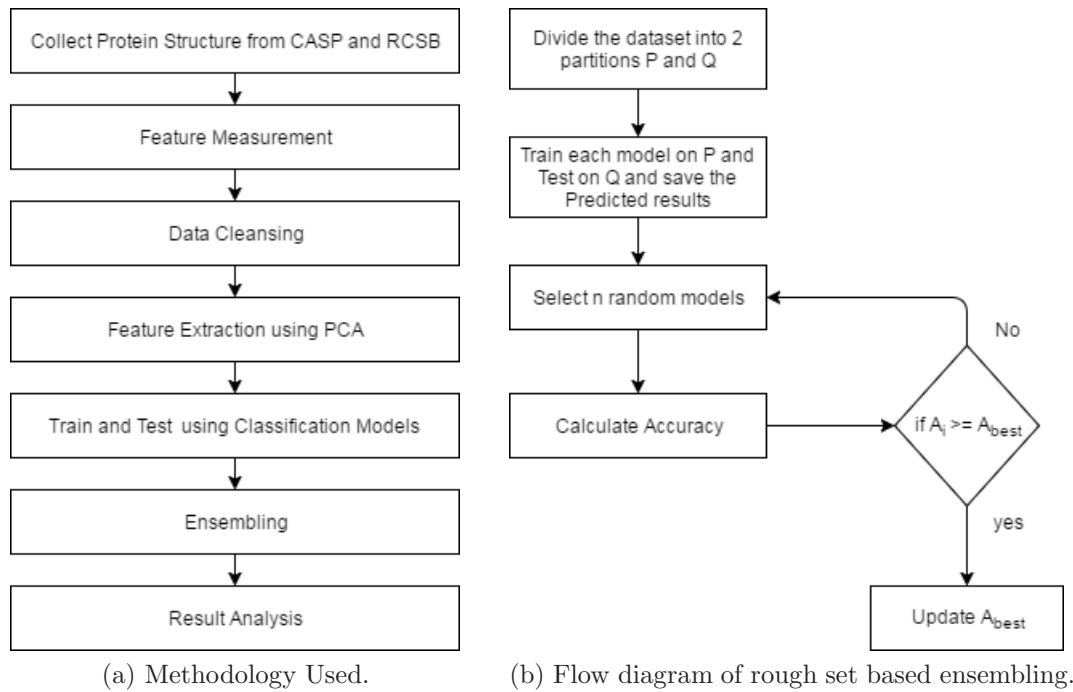 Collect Protein Structure from CASP and RCSB
Feature Measurement
Data Cleansing
Feature Extraction using PCA
Train and Test using Classification Models
Ensembling
Result Analysis
(a) Methodology Used.
Divide the dataset into 2
partitions P and Q
Train each model on P and
Test on Q and save the
Predicted results
Select n random models
Calculate Accuracy
if A_i >= A_best
No
yes
Update A_best
(b) Flow diagram of rough set based ensembling.